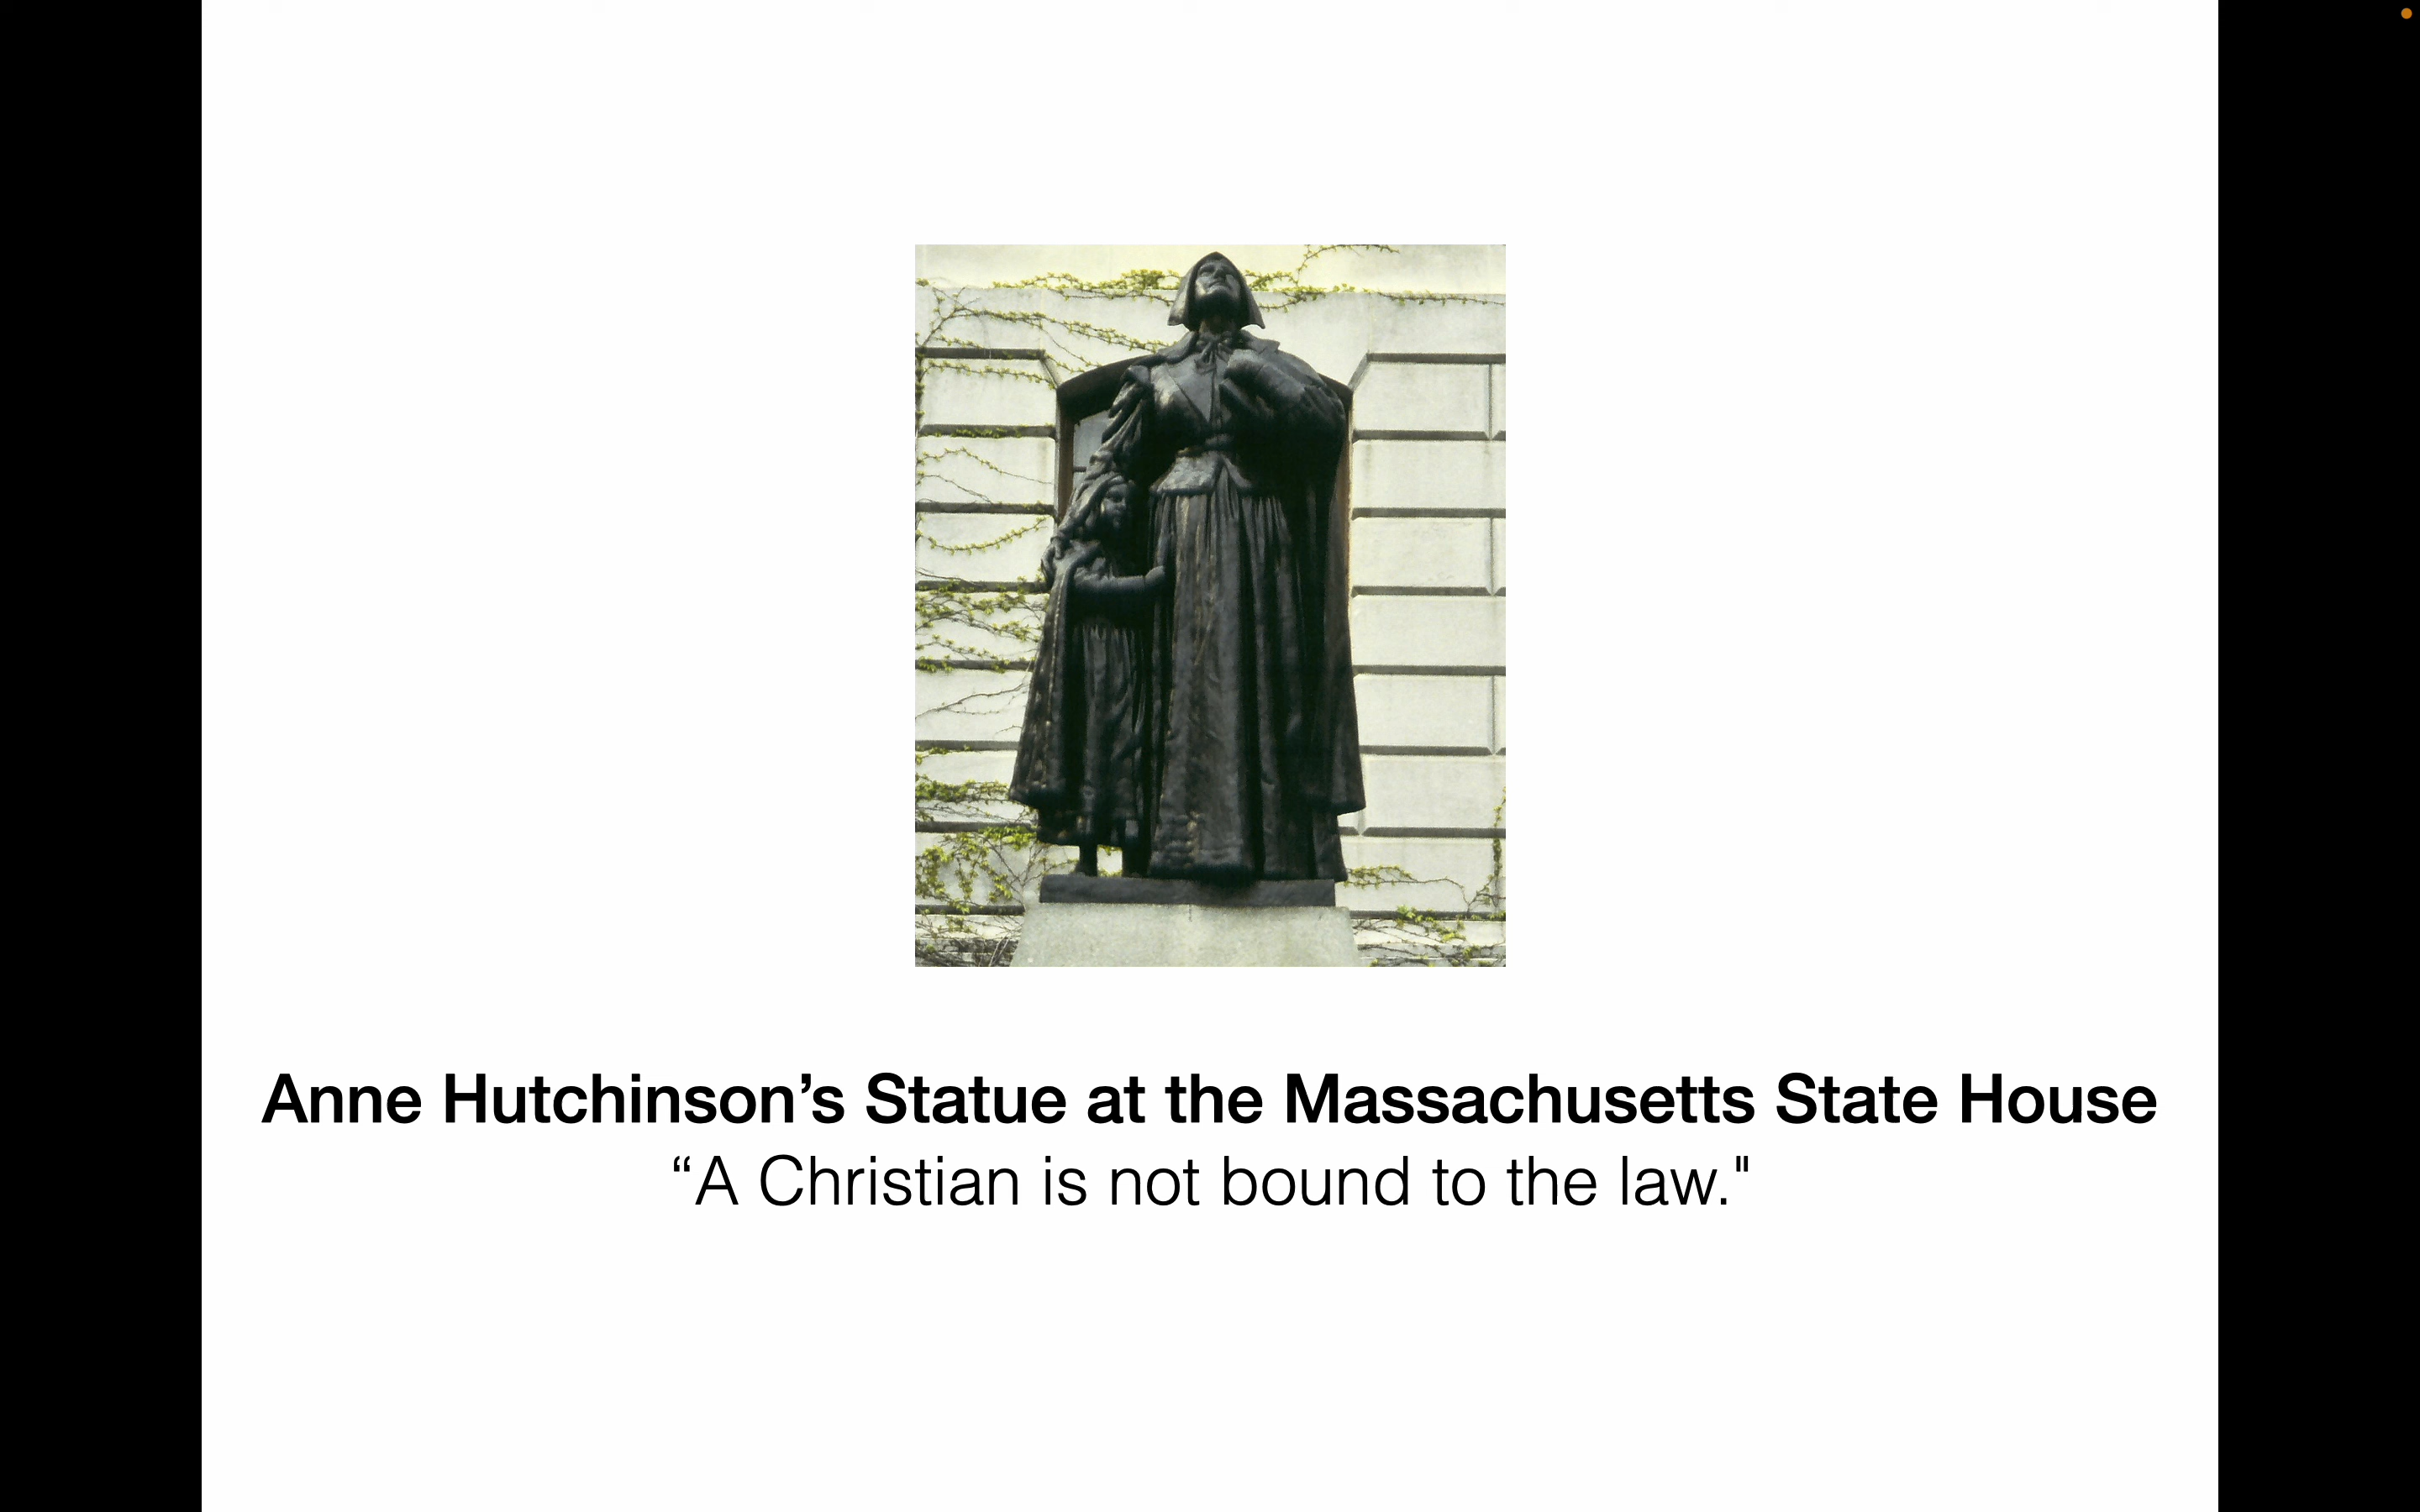 Anne Hutchinson’s Statue at the Massachusetts State House
“A Christian is not bound to the law."